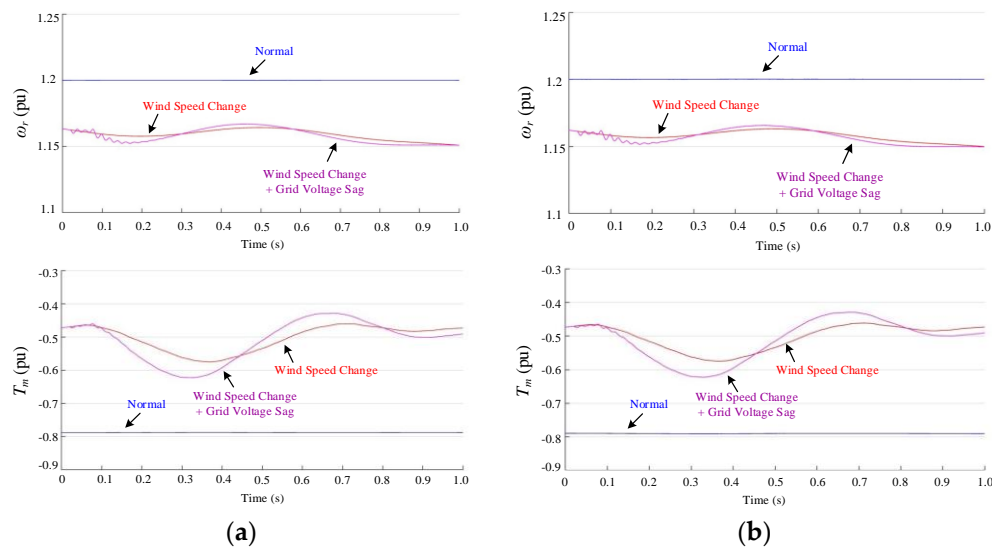 1.25
1.2
1.15
1.1
ω_r (pu)
Normal
Wind Speed Change
Wind Speed Change
+ Grid Voltage Sag
0 0.1 0.2 0.3 0.4 0.5 0.6 0.7 0.8 0.9 1.0
Time (s)
-0.3
-0.4
-0.5
-0.6
-0.7
-0.8
-0.9
T_m (pu)
Wind Speed Change
Wind Speed Change
+ Grid Voltage Sag
Normal
0 0.1 0.2 0.3 0.4 0.5 0.6 0.7 0.8 0.9 1.0
Time (s)
(a)
1.25
1.2
1.15
1.1
ω_r (pu)
Normal
Wind Speed Change
Wind Speed Change
+ Grid Voltage Sag
0 0.1 0.2 0.3 0.4 0.5 0.6 0.7 0.8 0.9 1.0
Time (s)
-0.3
-0.4
-0.5
-0.6
-0.7
-0.8
-0.9
T_m (pu)
Wind Speed Change
Wind Speed Change
+ Grid Voltage Sag
Normal
0 0.1 0.2 0.3 0.4 0.5 0.6 0.7 0.8 0.9 1.0
Time (s)
(b)